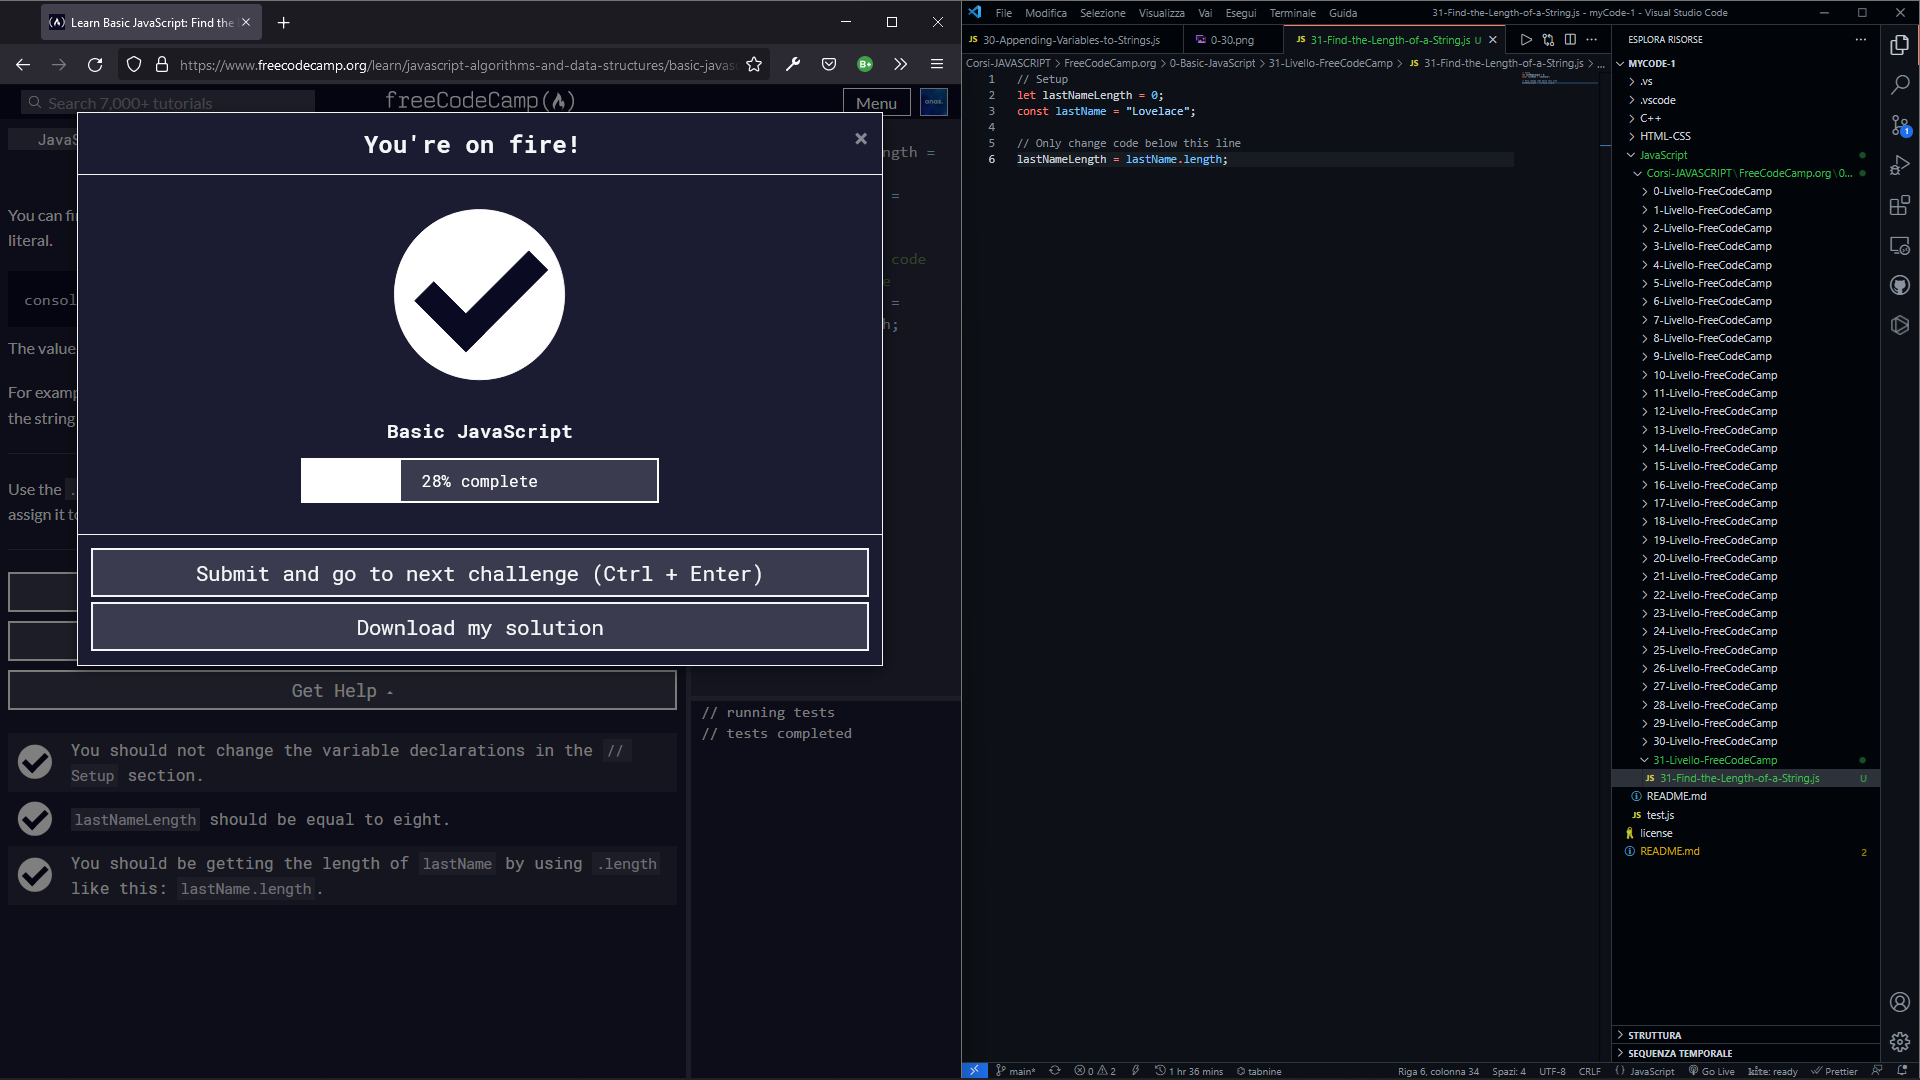 Learn Basic JavaScript: Find the
https://www.freecodecamp.org/learn/javascript-algorithms-and-data-structures/basic-javas
Search 7,000+ tutorials
freeCodeCamp
Menu
You're on fire!
Basic JavaScript
28% complete
Submit and go to next challenge (Ctrl + Enter)
Download my solution
JavaS
You can fi
literal.
consol
The value
For examp
the string
Use the .
assign it to
ngth =
=
code
=
h;
Get Help
You should not change the variable declarations in the //
Setup section.
lastNameLength should be equal to eight.
You should be getting the length of lastName by using .length
like this: lastName.length.
// running tests
// tests completed
File Modifica Selezione Visualizza Vai Esegui Terminale Guida
31-Find-the-Length-of-a-String.js - myCode-1 - Visual Studio Code
JS 30-Appending-Variables-to-Strings.js
0-30.png
JS 31-Find-the-Length-of-a-String.js U
Corsi-JAVASCRIPT > FreeCodeCamp.org > 0-Basic-JavaScript > 31-Livello-FreeCodeCamp > JS 31-Find-the-Length-of-a-String.js > ...
1 // Setup
2 let lastNameLength = 0;
3 const lastName = "Lovelace";
4
5 // Only change code below this line
6 lastNameLength = lastName.length;
ESPLORA RISORSE
MYCODE-1
.vs
.vscode
C++
HTML-CSS
JavaScript
Corsi-JAVASCRIPT\FreeCodeCamp.org\0...
0-Livello-FreeCodeCamp
1-Livello-FreeCodeCamp
2-Livello-FreeCodeCamp
3-Livello-FreeCodeCamp
4-Livello-FreeCodeCamp
5-Livello-FreeCodeCamp
6-Livello-FreeCodeCamp
7-Livello-FreeCodeCamp
8-Livello-FreeCodeCamp
9-Livello-FreeCodeCamp
10-Livello-FreeCodeCamp
11-Livello-FreeCodeCamp
12-Livello-FreeCodeCamp
13-Livello-FreeCodeCamp
14-Livello-FreeCodeCamp
15-Livello-FreeCodeCamp
16-Livello-FreeCodeCamp
17-Livello-FreeCodeCamp
18-Livello-FreeCodeCamp
19-Livello-FreeCodeCamp
20-Livello-FreeCodeCamp
21-Livello-FreeCodeCamp
22-Livello-FreeCodeCamp
23-Livello-FreeCodeCamp
24-Livello-FreeCodeCamp
25-Livello-FreeCodeCamp
26-Livello-FreeCodeCamp
27-Livello-FreeCodeCamp
28-Livello-FreeCodeCamp
29-Livello-FreeCodeCamp
30-Livello-FreeCodeCamp
31-Livello-FreeCodeCamp
JS 31-Find-the-Length-of-a-String.js U
README.md
JS test.js
license
README.md 2
STRUTTURA
SEQUENZA TEMPORALE
1
main* 0 2 1 hr 36 mins tabnine
Riga 6, colonna 34 Spazi: 4 UTF-8 CRLF JavaScript Go Live kite: ready Prettier